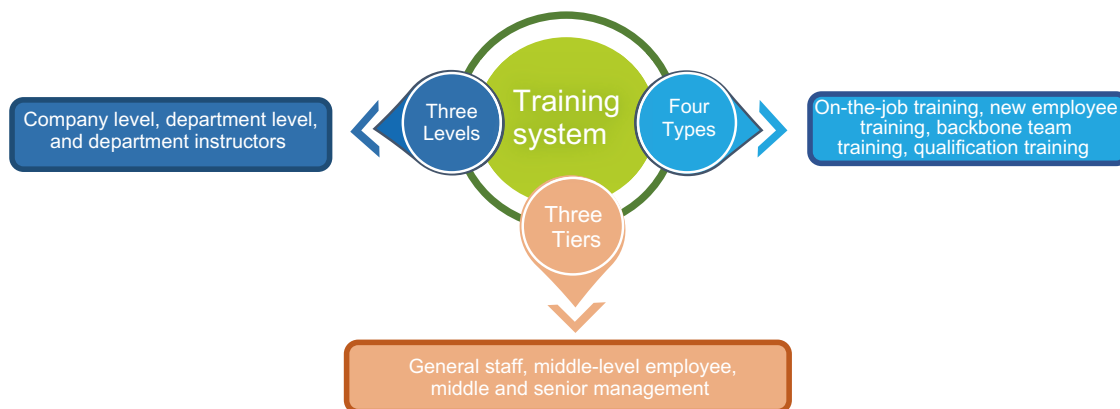 Training
system
Three
Levels
Four
Types
Three
Tiers
Company level, department level,
and department instructors
On-the-job training, new employee
training, backbone team
training, qualification training
General staff, middle-level employee,
middle and senior management